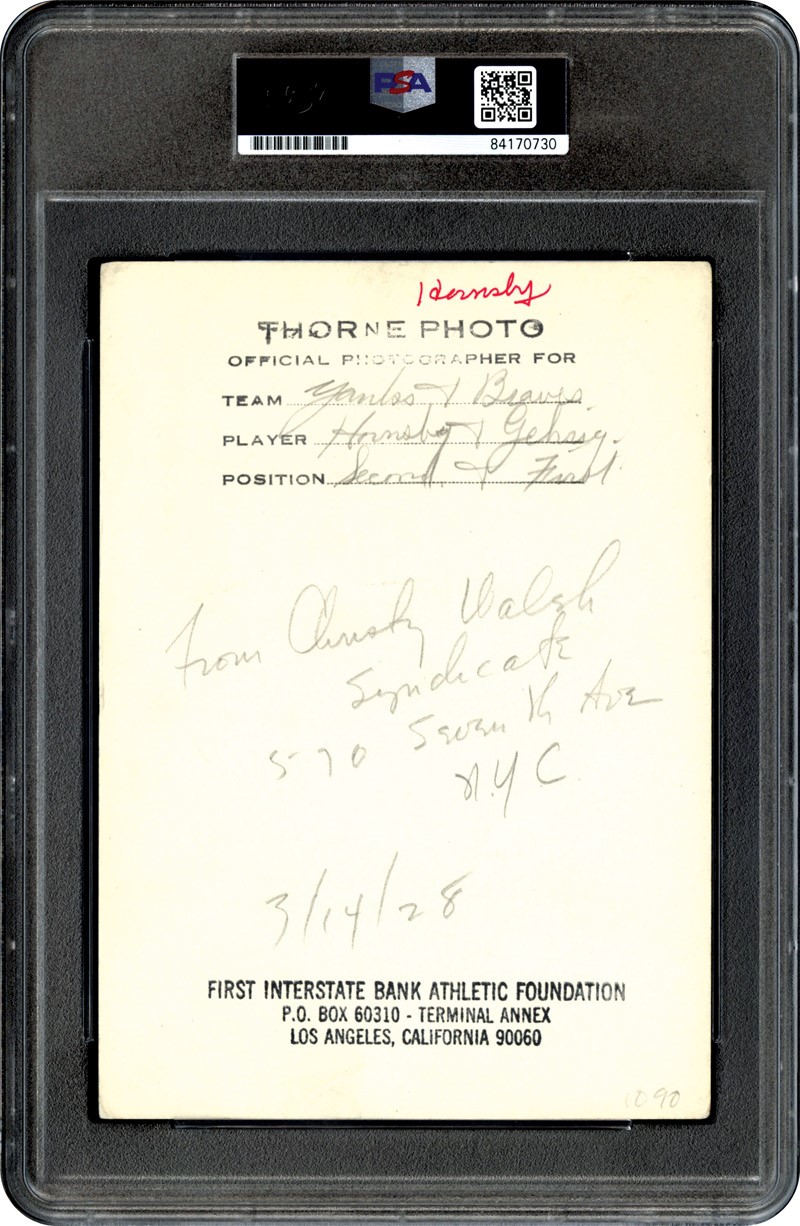 PSA
84170730
Hornsby
THORNE PHOTO
OFFICIAL PHOTOGRAPHER FOR
TEAM Yanks & Braves.
PLAYER Hornsby & Gehrig.
POSITION Second & First
From Christy Walsh
Syndicate
570 Seventh Ave
N.Y C
3/14/28
FIRST INTERSTATE BANK ATHLETIC FOUNDATION
P.O. BOX 60310 - TERMINAL ANNEX
LOS ANGELES, CALIFORNIA 90060
1090